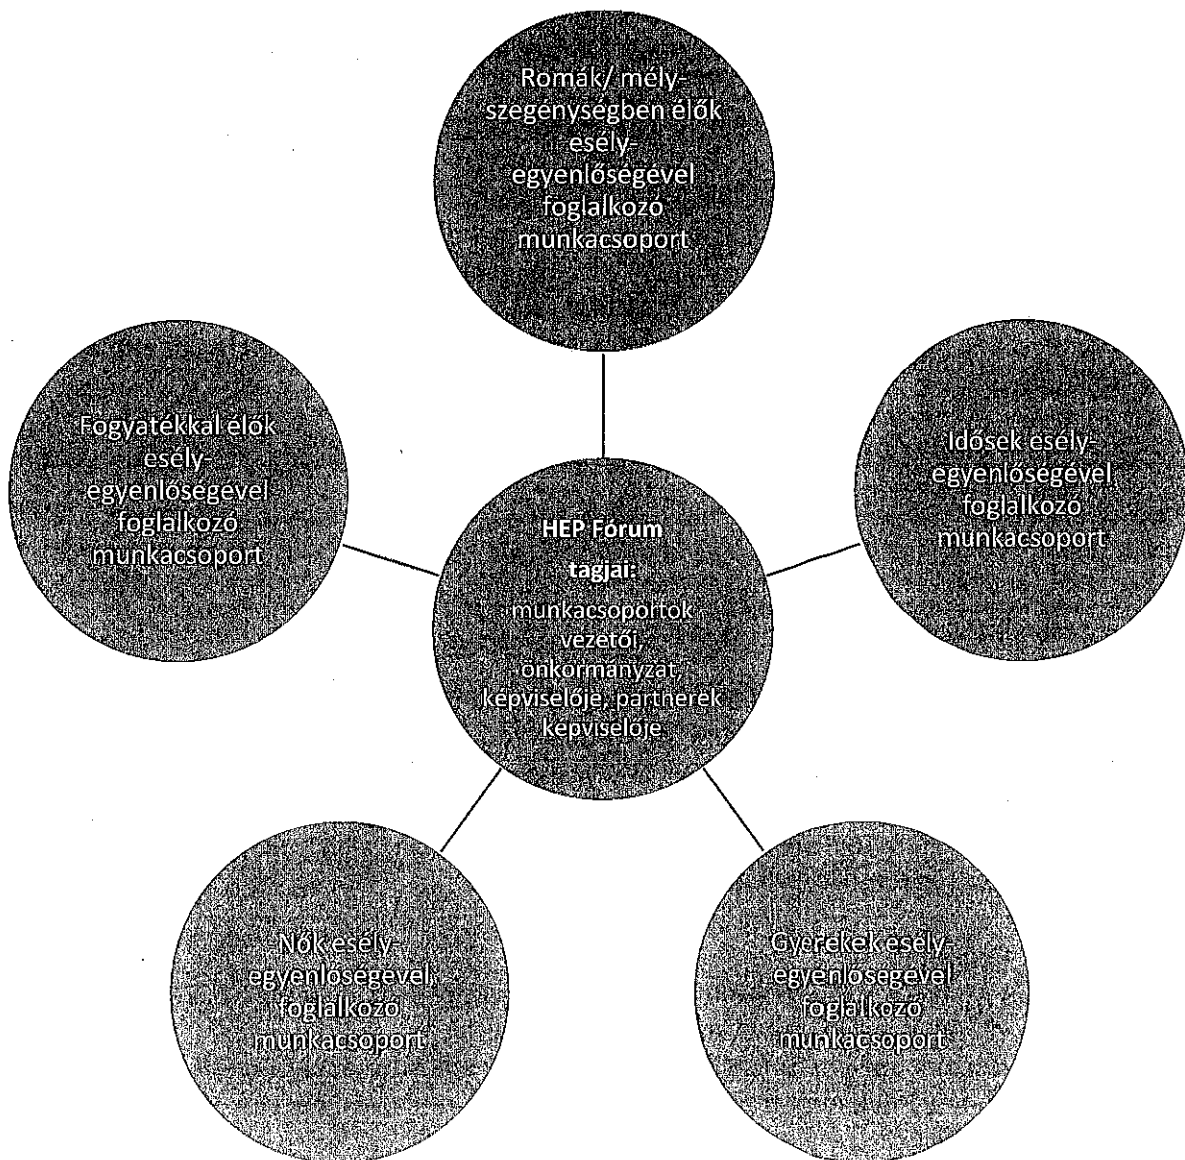 Romák/ mély-
szegénységben élők
esély-
egyenlőségével
foglalkozó
munkacsoport
Fogyatékkal élők
esély-
egyenlőségével
foglalkozó
munkacsoport
Idősek esély-
egyenlőségével
foglalkozó
munkacsoport
HEP Fórum
tagjai:
munkacsoportok
vezetői,
önkormányzat
képviselője, partnerek
képviselője
Nők esély-
egyenlőségével
foglalkozó
munkacsoport
Gyerekek esély-
egyenlőségével
foglalkozó
munkacsoport